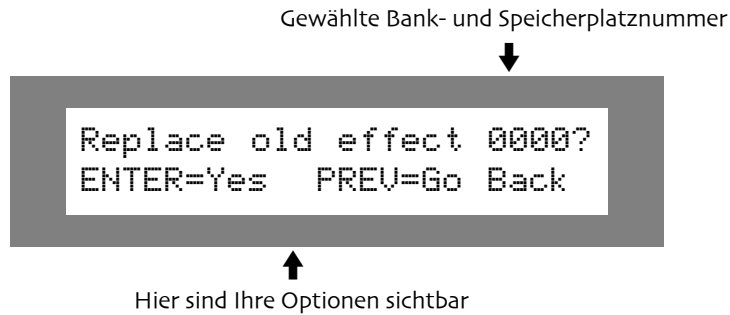 Gewählte Bank- und Speicherplatznummer
Replace old effect 0000?
ENTER=Yes PREV=Go Back
Hier sind Ihre Optionen sichtbar